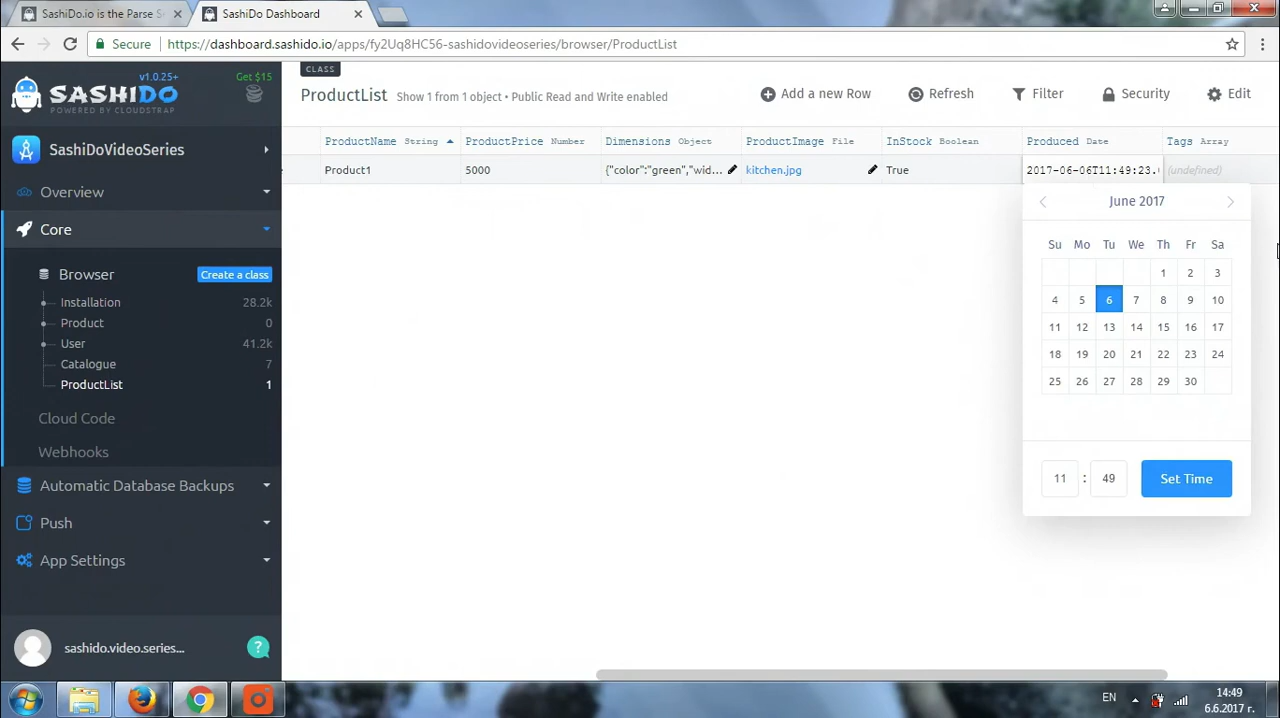 SashiDo.io is the Parse S
SashiDo Dashboard
Secure
https://dashboard.sashido.io/apps/fy2Uq8HC56-sashidovideoseries/browser/ProductList
v1.0.25+
Get $15
SASHIDO
POWERED BY CLOUDSTRAP
SashiDoVideoSeries
Overview
Core
Browser
Create a class
Installation 28.2k
Product 0
User 41.2k
Catalogue 7
ProductList 1
Cloud Code
Webhooks
Automatic Database Backups
Push
App Settings
sashido.video.series...
?
CLASS
ProductList Show 1 from 1 object • Public Read and Write enabled
Add a new Row Refresh Filter Security Edit
ProductName String ProductPrice Number Dimensions Object ProductImage File InStock Boolean Produced Date Tags Array
Product1 5000 {"color":"green","wid... kitchen.jpg True 2017-06-06T11:49:23. (undefined)
June 2017
Su Mo Tu We Th Fr Sa
1 2 3
4 5 6 7 8 9 10
11 12 13 14 15 16 17
18 19 20 21 22 23 24
25 26 27 28 29 30
11 : 49 Set Time
EN
14:49
6.6.2017 г.